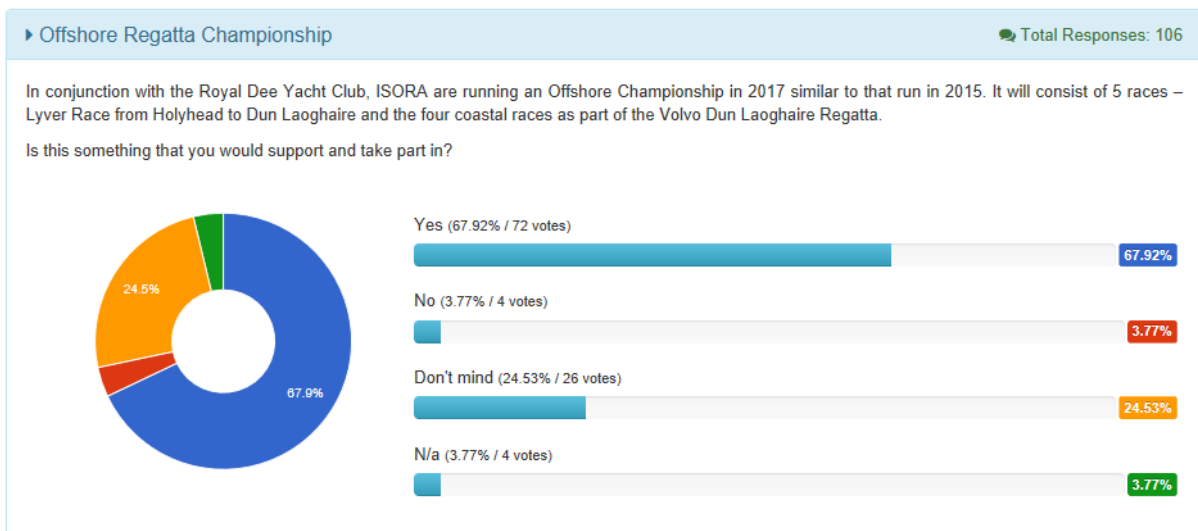 Offshore Regatta Championship
Total Responses: 106
In conjunction with the Royal Dee Yacht Club, ISORA are running an Offshore Championship in 2017 similar to that run in 2015. It will consist of 5 races –
Lyver Race from Holyhead to Dun Laoghaire and the four coastal races as part of the Volvo Dun Laoghaire Regatta.
Is this something that you would support and take part in?
24.5%
67.9%
Yes (67.92% / 72 votes)
67.92%
No (3.77% / 4 votes)
3.77%
Don't mind (24.53% / 26 votes)
24.53%
N/a (3.77% / 4 votes)
3.77%